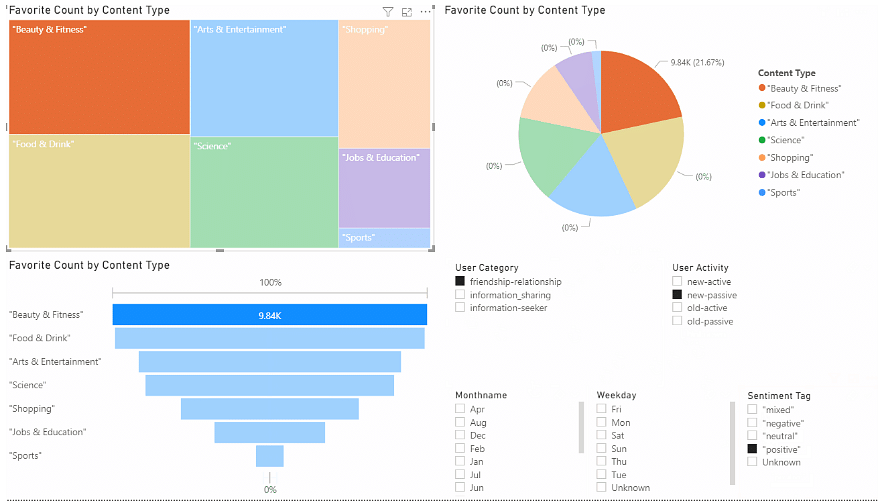 Favorite Count by Content Type
"Beauty & Fitness"
"Arts & Entertainment"
"Shopping"
"Food & Drink"
"Science"
"Jobs & Education"
"Sports"
Favorite Count by Content Type
(0%)
(0%)
9.84K (21.67%)
(0%)
(0%)
(0%)
(0%)
Content Type
"Beauty & Fitness"
"Food & Drink"
"Arts & Entertainment"
"Science"
"Shopping"
"Jobs & Education"
"Sports"
Favorite Count by Content Type
100%
"Beauty & Fitness"
9.84K
"Food & Drink"
"Arts & Entertainment"
"Science"
"Shopping"
"Jobs & Education"
"Sports"
0%
User Category
friendship-relationship
information_sharing
information-seeker
User Activity
new-active
new-passive
old-active
old-passive
Monthname
Apr
Aug
Dec
Feb
Jan
Jul
Jun
Weekday
Fri
Mon
Sat
Sun
Thu
Tue
Unknown
Sentiment Tag
"mixed"
"negative"
"neutral"
"positive"
Unknown